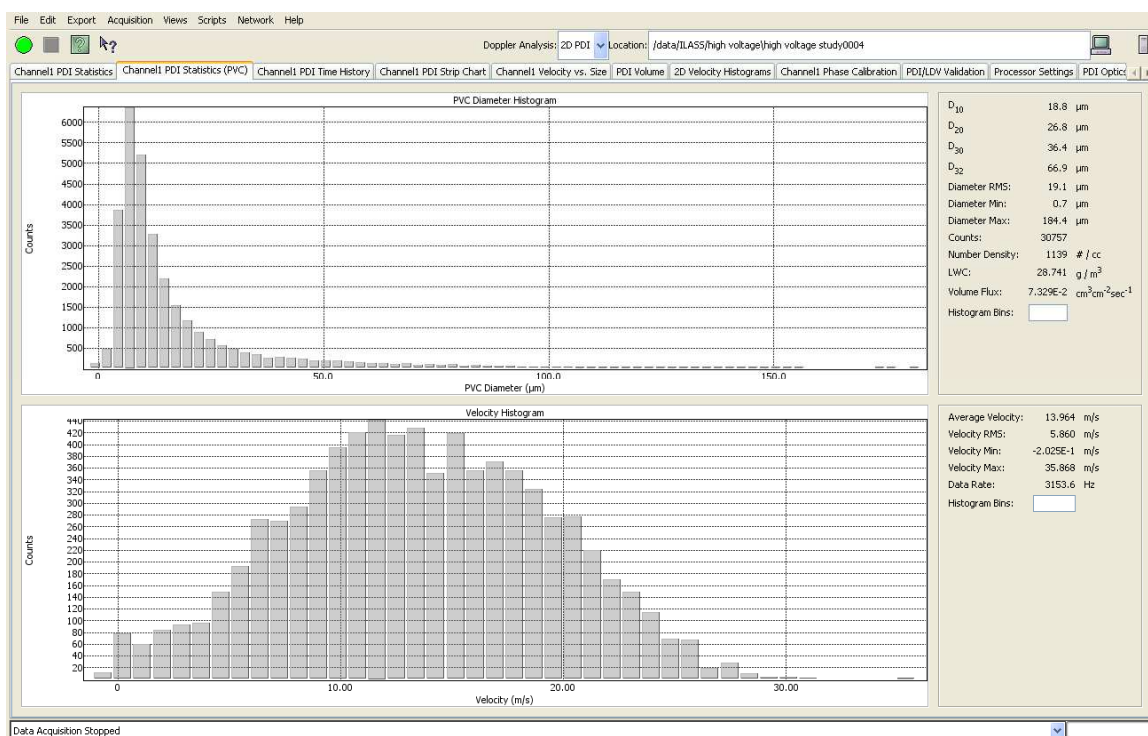 File Edit Export Acquisition Views Scripts Network Help
Doppler Analysis: 2D PDI Location: /data/ILASS/high voltage\high voltage study0004
Channel1 PDI Statistics Channel1 PDI Statistics (PVC) Channel1 PDI Time History Channel1 PDI Strip Chart Channel1 Velocity vs. Size PDI Volume 2D Velocity Histograms Channel1 Phase Calibration PDI/LDV Validation Processor Settings PDI Optics
PVC Diameter Histogram
6000
5500
5000
4500
4000
3500
3000
2500
2000
1500
1000
500
Counts
0 50.0 100.0 150.0
PVC Diameter (µm)
D10 18.8 µm
D20 26.8 µm
D30 36.4 µm
D32 66.9 µm
Diameter RMS: 19.1 µm
Diameter Min: 0.7 µm
Diameter Max: 184.4 µm
Counts: 30757
Number Density: 1139 # / cc
LWC: 28.741 g / m³
Volume Flux: 7.329E-2 cm³cm⁻²sec⁻¹
Histogram Bins:
Velocity Histogram
440
420
400
380
360
340
320
300
280
260
240
220
200
180
160
140
120
100
80
60
40
20
Counts
0 10.00 20.00 30.00
Velocity (m/s)
Average Velocity: 13.964 m/s
Velocity RMS: 5.860 m/s
Velocity Min: -2.025E-1 m/s
Velocity Max: 35.868 m/s
Data Rate: 3153.6 Hz
Histogram Bins:
Data Acquisition Stopped